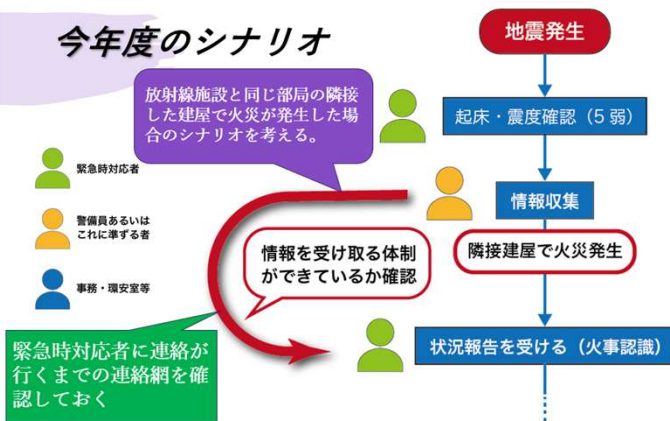 今年度のシナリオ
地震発生
放射線施設と同じ部局の隣接
した建屋で火災が発生した場
合のシナリオを考える。
起床・震度確認（5 弱）
緊急時対応者
警備員あるいは
これに準ずる者
事務・環安室等
情報収集
隣接建屋で火災発生
情報を受け取る体制
ができているか確認
緊急時対応者に連絡が
行くまでの連絡網を確
認しておく
状況報告を受ける（火事認識）